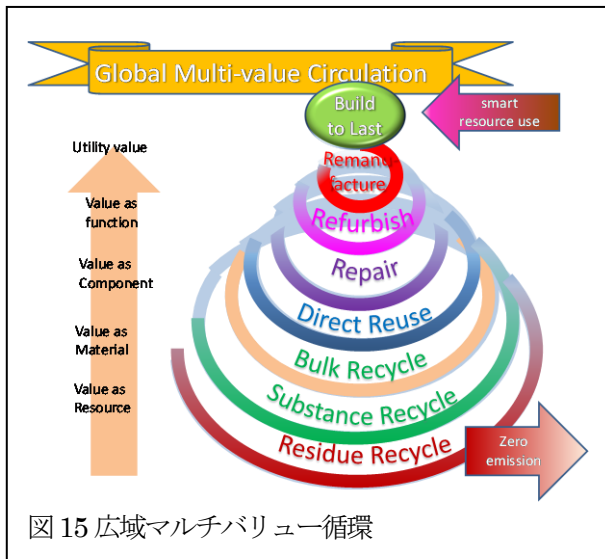 Global Multi-value Circulation
Build
to Last
smart
resource use
Utility value
Value as
function
Value as
Component
Value as
Material
Value as
Resource
Reman
facture
Refurbish
Repair
Direct Reuse
Bulk Recycle
Substance Recycle
Residue Recycle
Zero
emission
図 15 広域マルチバリュー循環